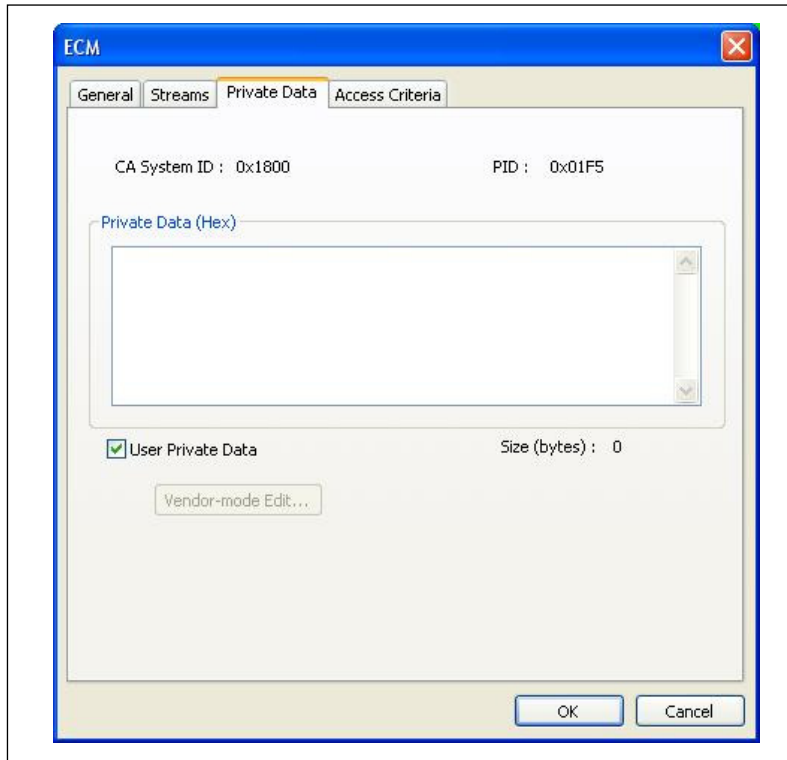 ECM
General Streams Private Data Access Criteria
CA System ID : 0x1800 PID : 0x01F5
Private Data (Hex)
User Private Data Size (bytes) : 0
Vendor-mode Edit...
OK Cancel